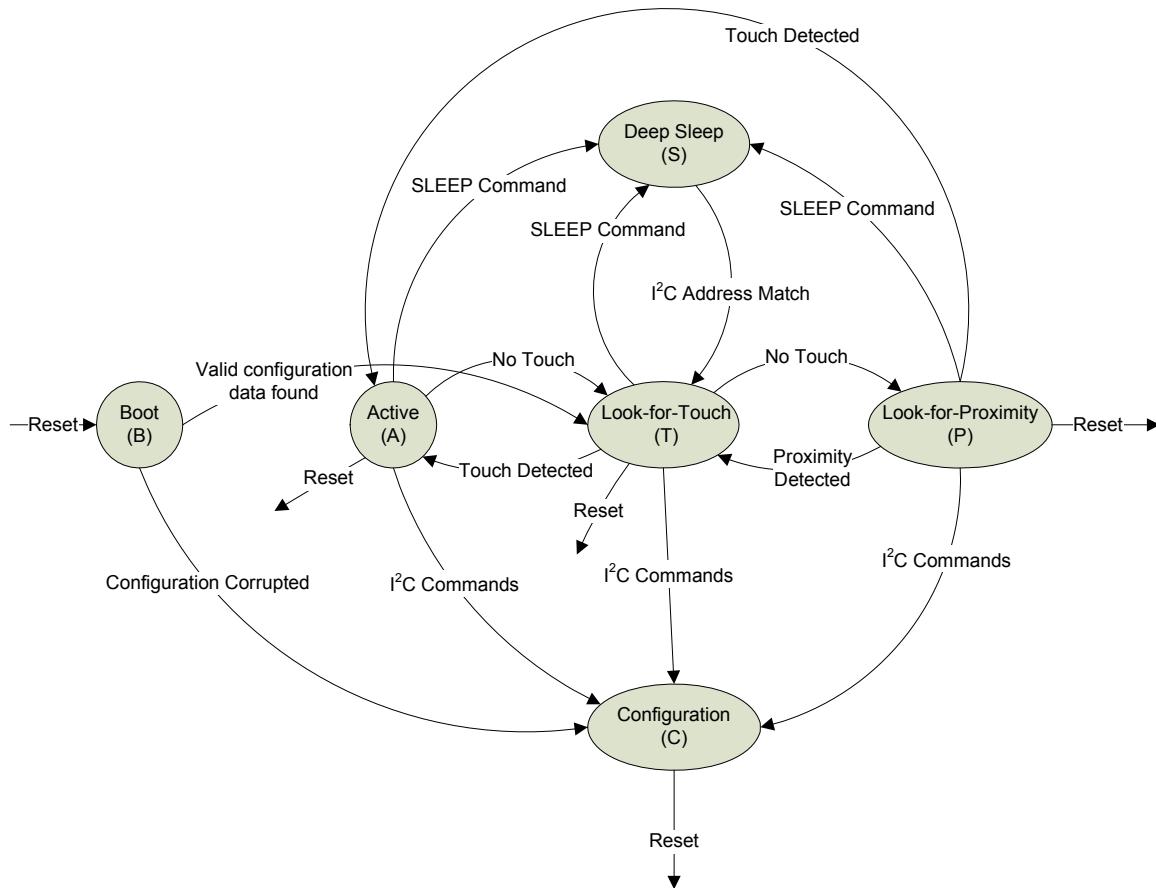 Touch Detected
Deep Sleep
(S)
SLEEP Command
SLEEP Command
SLEEP Command
I²C Address Match
Valid configuration
data found
No Touch
No Touch
Reset
Boot
(B)
Active
(A)
Look-for-Touch
(T)
Look-for-Proximity
(P)
Reset
Reset
Touch Detected
Proximity
Detected
Reset
Configuration Corrupted
I²C Commands
I²C Commands
I²C Commands
Configuration
(C)
Reset